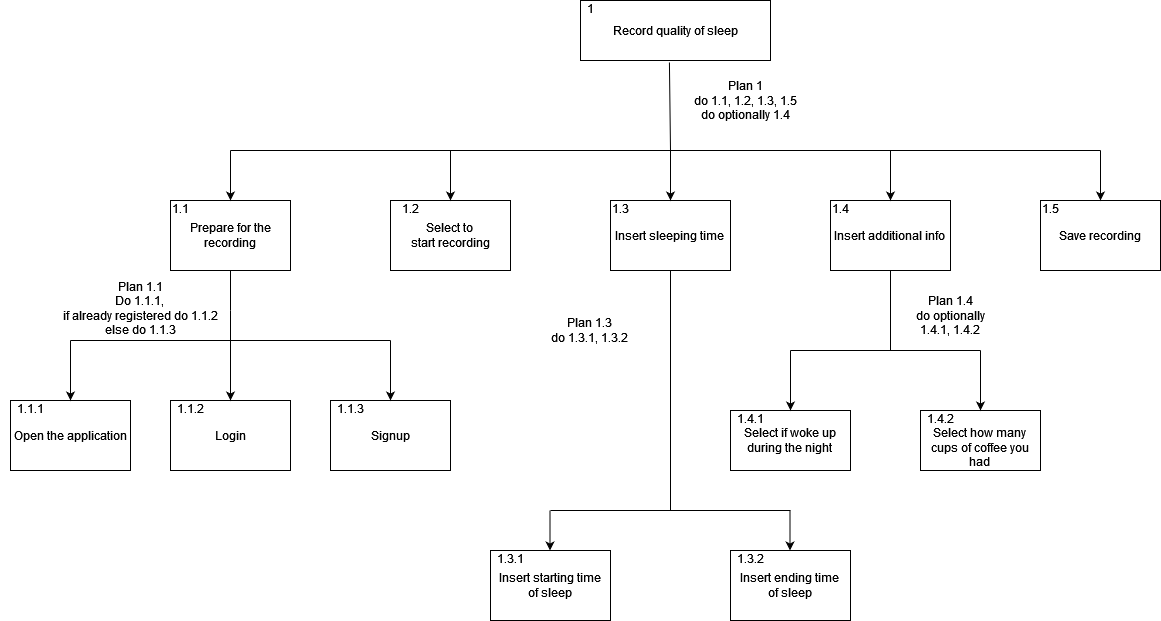 1
Record quality of sleep
Plan 1
do 1.1, 1.2, 1.3, 1.5
do optionally 1.4
1.1
Prepare for the
recording
1.2
Select to
start recording
1.3
Insert sleeping time
1.4
Insert additional info
1.5
Save recording
Plan 1.1
Do 1.1.1,
if already registered do 1.1.2
else do 1.1.3
Plan 1.3
do 1.3.1, 1.3.2
Plan 1.4
do optionally
1.4.1, 1.4.2
1.1.1
Open the application
1.1.2
Login
1.1.3
Signup
1.4.1
Select if woke up
during the night
1.4.2
Select how many
cups of coffee you
had
1.3.1
Insert starting time
of sleep
1.3.2
Insert ending time
of sleep